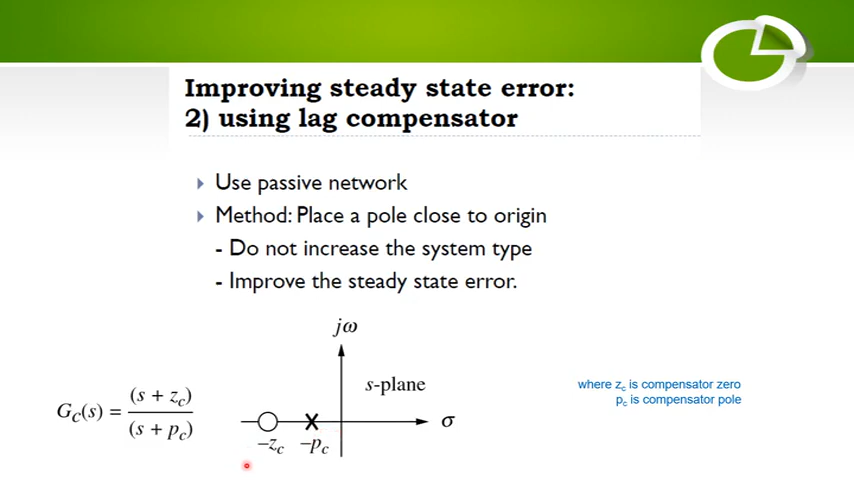 Improving steady state error:
2) using lag compensator
Use passive network
Method: Place a pole close to origin
- Do not increase the system type
- Improve the steady state error.
jω
s-plane
σ
−z_c −p_c
G_c(s) = (s + z_c) / (s + p_c)
where z_c is compensator zero
p_c is compensator pole